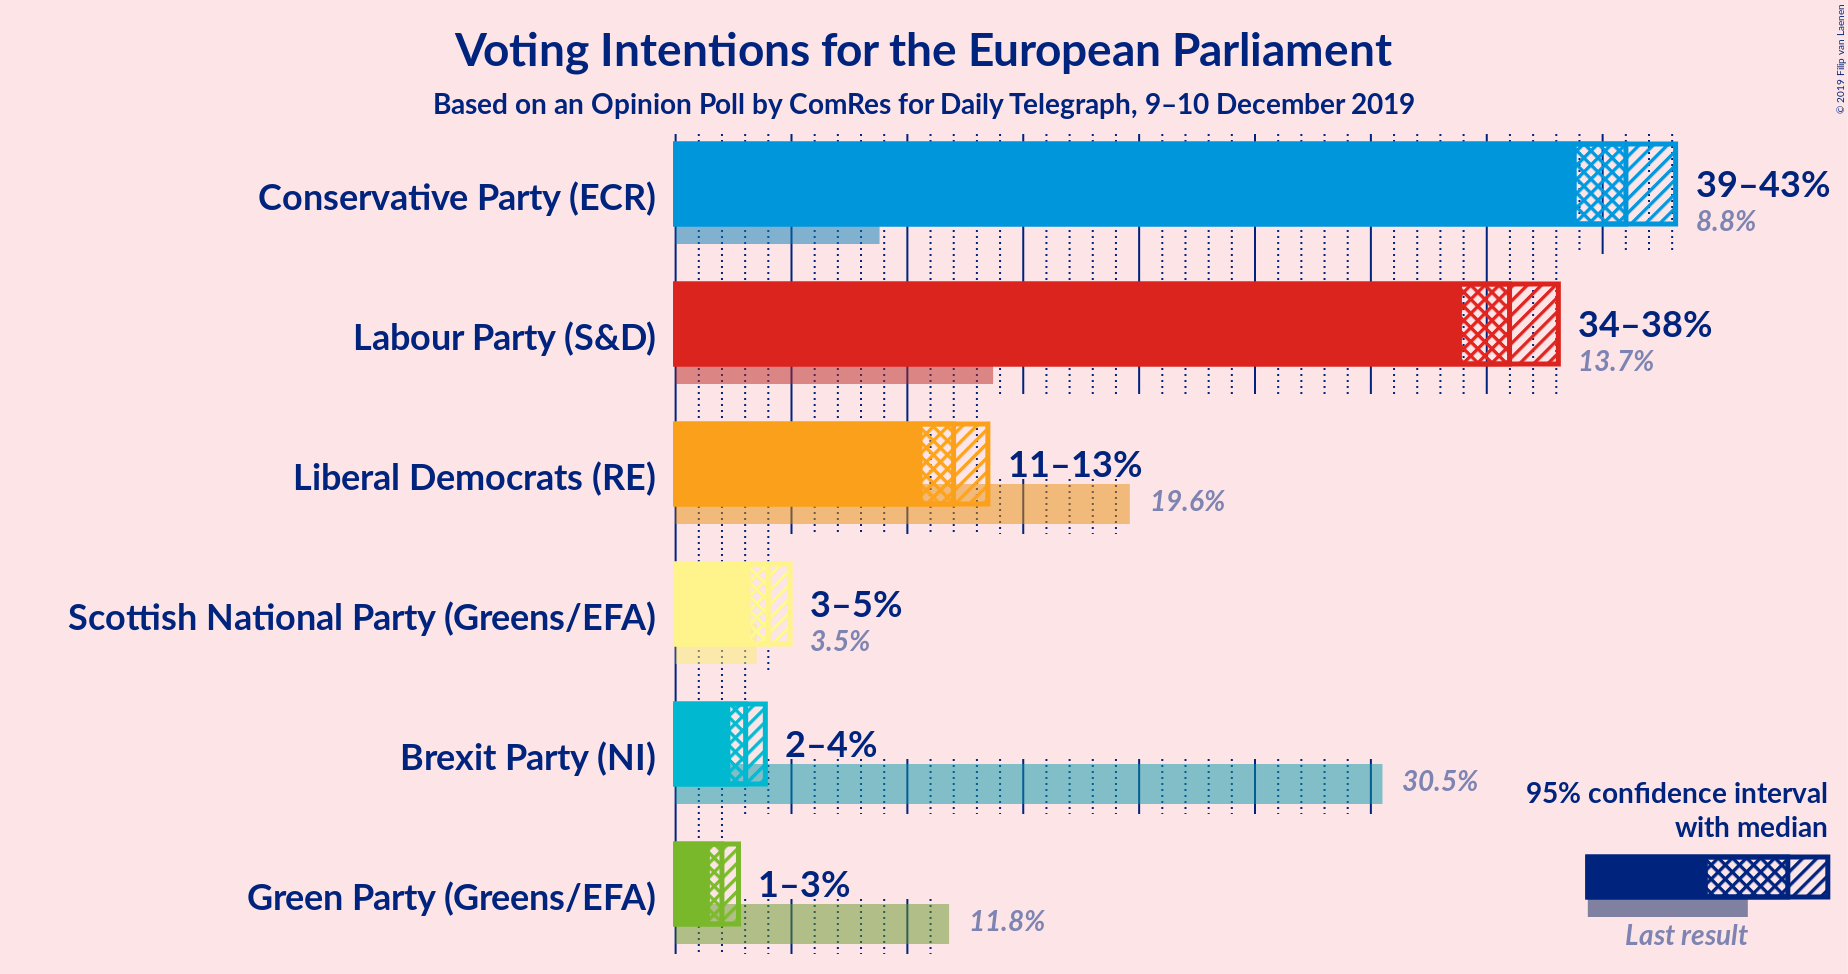 Voting Intentions for the European Parliament
Based on an Opinion Poll by ComRes for Daily Telegraph, 9–10 December 2019
© 2019 Filip van Laenen
Conservative Party (ECR)
39–43%
8.8%
Labour Party (S&D)
34–38%
13.7%
Liberal Democrats (RE)
11–13%
19.6%
Scottish National Party (Greens/EFA)
3–5%
3.5%
Brexit Party (NI)
2–4%
30.5%
Green Party (Greens/EFA)
1–3%
11.8%
95% confidence interval
with median
Last result